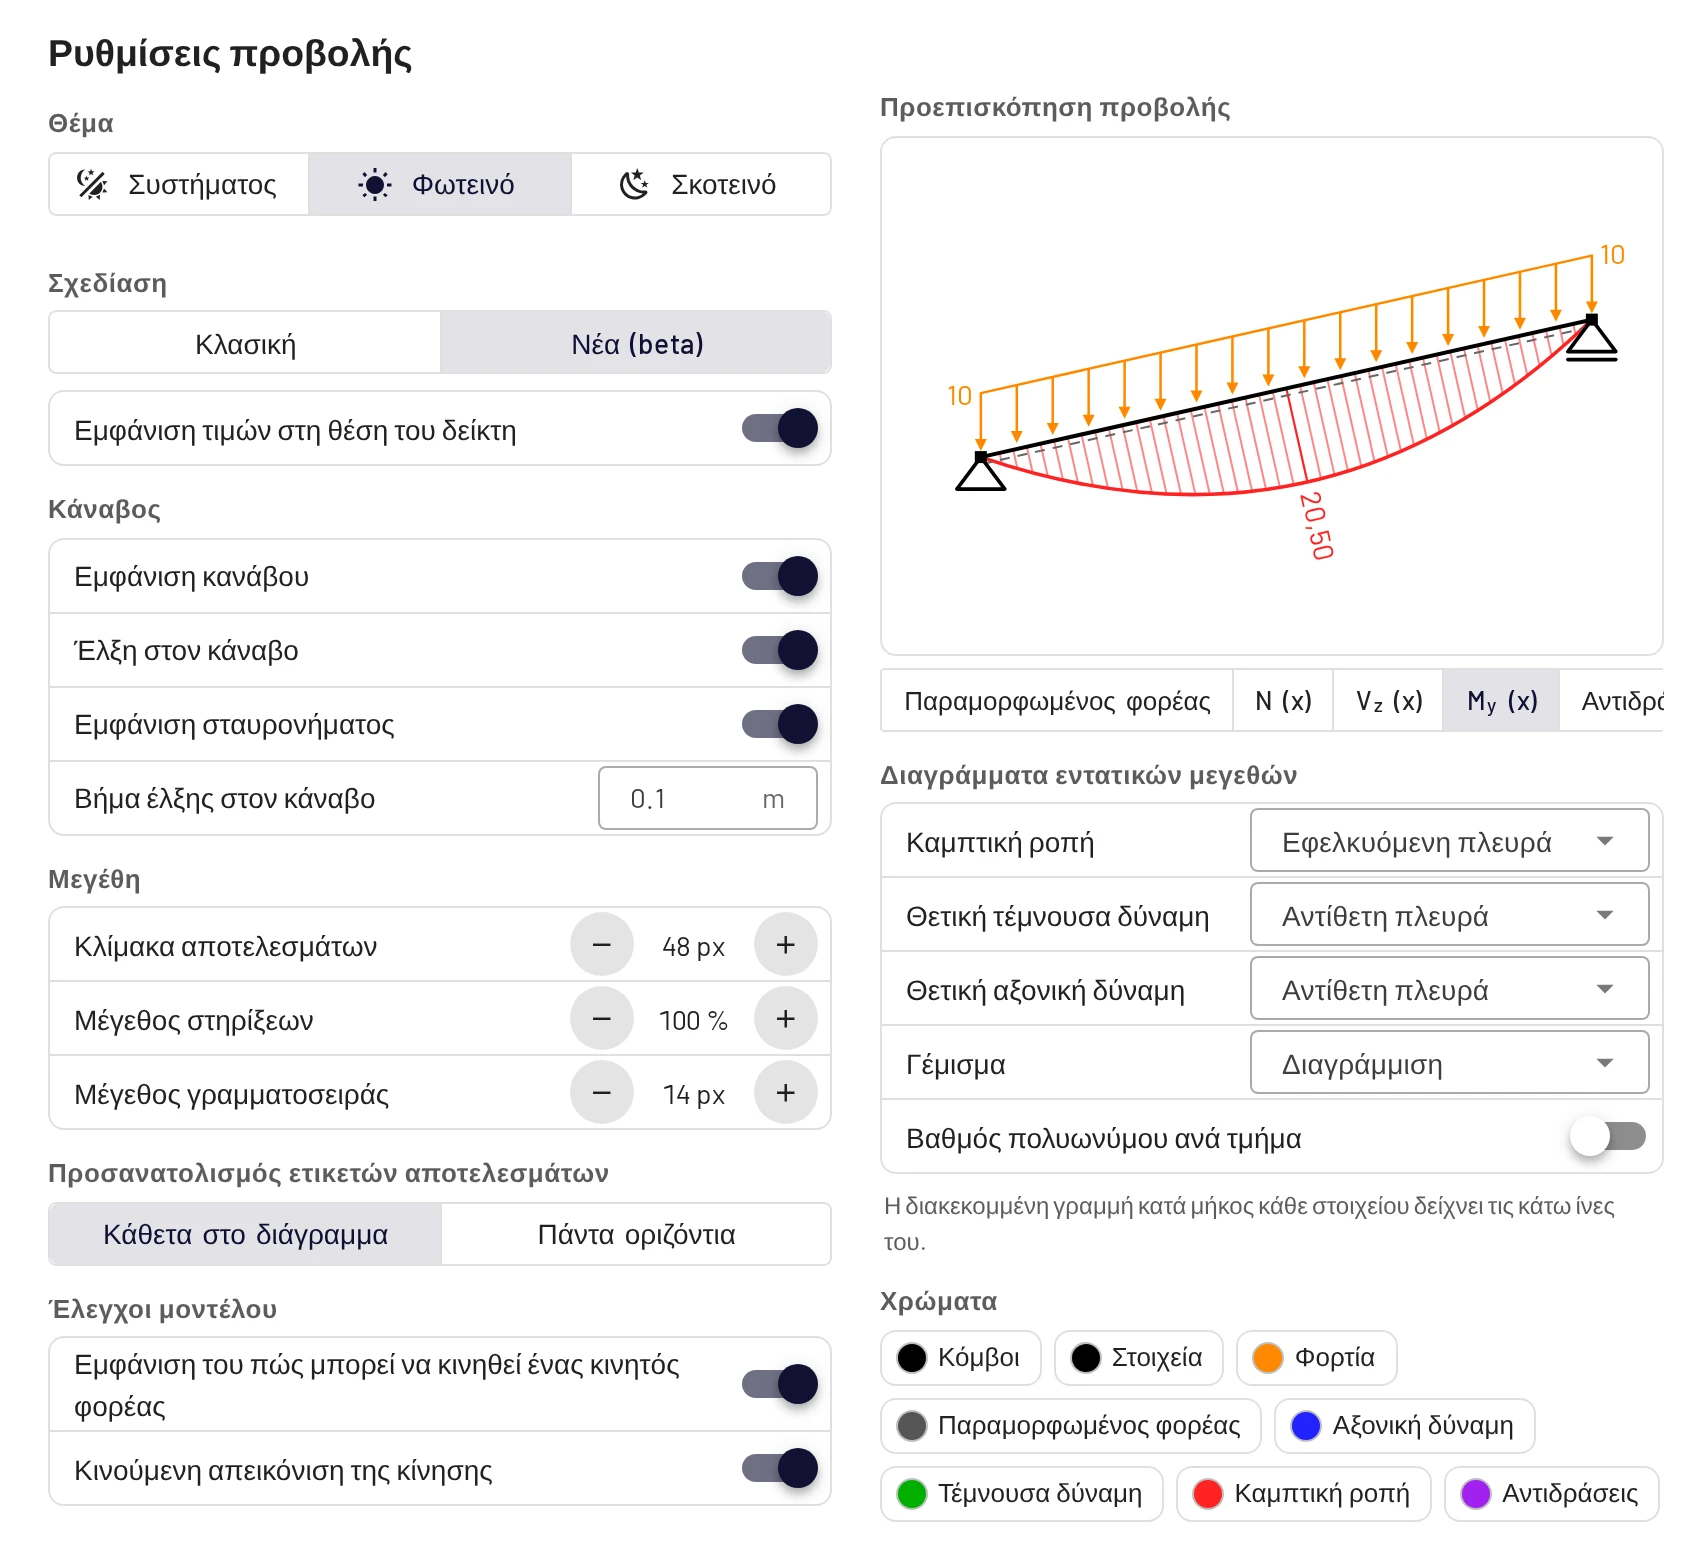 Ρυθμίσεις προβολής
Θέμα
Συστήματος
Φωτεινό
Σκοτεινό
Σχεδίαση
Κλασική
Νέα (beta)
Εμφάνιση τιμών στη θέση του δείκτη
Κάναβος
Εμφάνιση κανάβου
Έλξη στον κάναβο
Εμφάνιση σταυρονήματος
Βήμα έλξης στον κάναβο
0.1 m
Μεγέθη
Κλίμακα αποτελεσμάτων
− 48 px +
Μέγεθος στηρίξεων
− 100 % +
Μέγεθος γραμματοσειράς
− 14 px +
Προσανατολισμός ετικετών αποτελεσμάτων
Κάθετα στο διάγραμμα
Πάντα οριζόντια
Έλεγχοι μοντέλου
Εμφάνιση του πώς μπορεί να κινηθεί ένας κινητός
φορέας
Κινούμενη απεικόνιση της κίνησης
Προεπισκόπηση προβολής
10
10
20,50
Παραμορφωμένος φορέας
N (x)
Vz (x)
My (x)
Αντιδρά
Διαγράμματα εντατικών μεγεθών
Καμπτική ροπή
Εφελκυόμενη πλευρά
Θετική τέμνουσα δύναμη
Αντίθετη πλευρά
Θετική αξονική δύναμη
Αντίθετη πλευρά
Γέμισμα
Διαγράμμιση
Βαθμός πολυωνύμου ανά τμήμα
Η διακεκομμένη γραμμή κατά μήκος κάθε στοιχείου δείχνει τις κάτω ίνες
του.
Χρώματα
Κόμβοι
Στοιχεία
Φορτία
Παραμορφωμένος φορέας
Αξονική δύναμη
Τέμνουσα δύναμη
Καμπτική ροπή
Αντιδράσεις